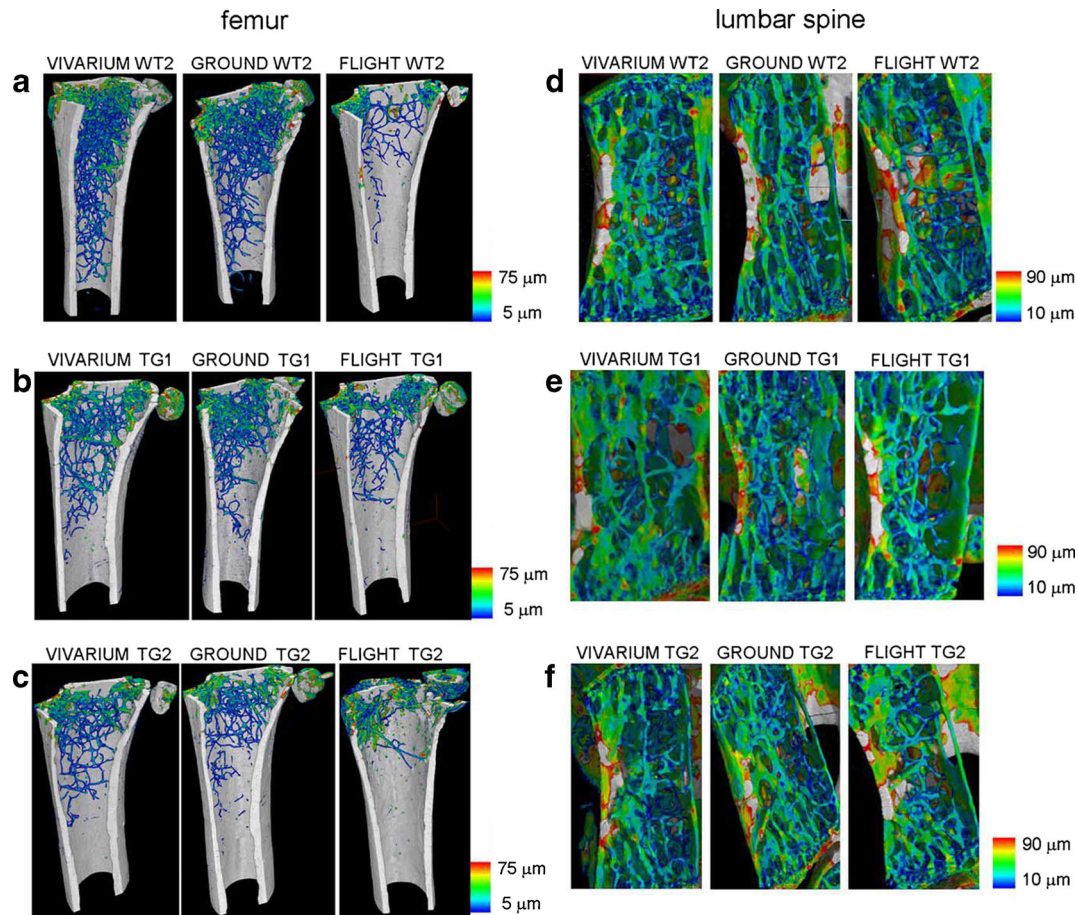 femur
lumbar spine
a
VIVARIUM WT2
GROUND WT2
FLIGHT WT2
75 µm
5 µm
d
VIVARIUM WT2
GROUND WT2
FLIGHT WT2
90 µm
10 µm
b
VIVARIUM TG1
GROUND TG1
FLIGHT TG1
75 µm
5 µm
e
VIVARIUM TG1
GROUND TG1
FLIGHT TG1
90 µm
10 µm
c
VIVARIUM TG2
GROUND TG2
FLIGHT TG2
75 µm
5 µm
f
VIVARIUM TG2
GROUND TG2
FLIGHT TG2
90 µm
10 µm